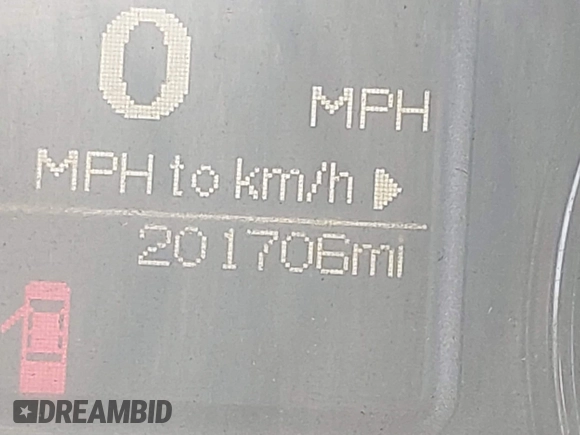 0
MPH
MPH to km/h
201706mi
DREAMBID